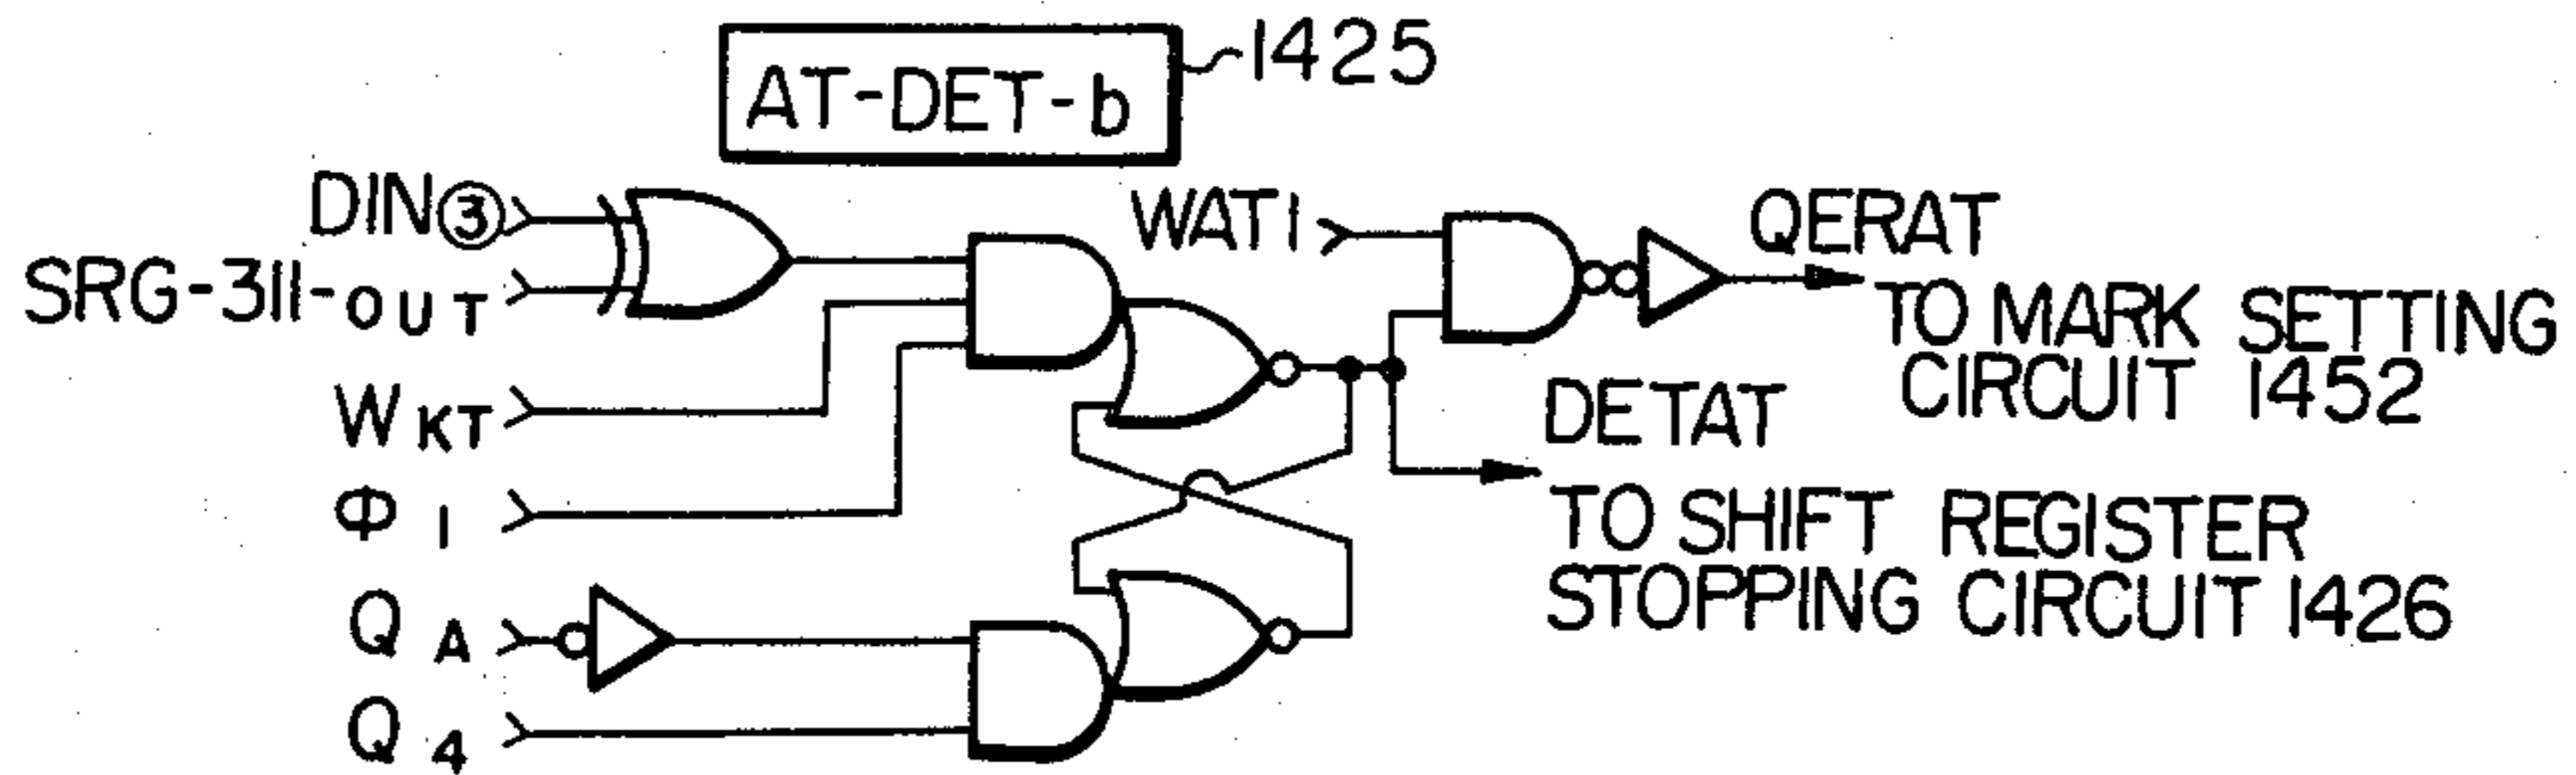 AT-DET-b
1425
DIN③
SRG-311-OUT
WKT
Φ1
QA
Q4
WAT1
QERAT
TO MARK SETTING
CIRCUIT 1452
DETAT
TO SHIFT REGISTER
STOPPING CIRCUIT 1426